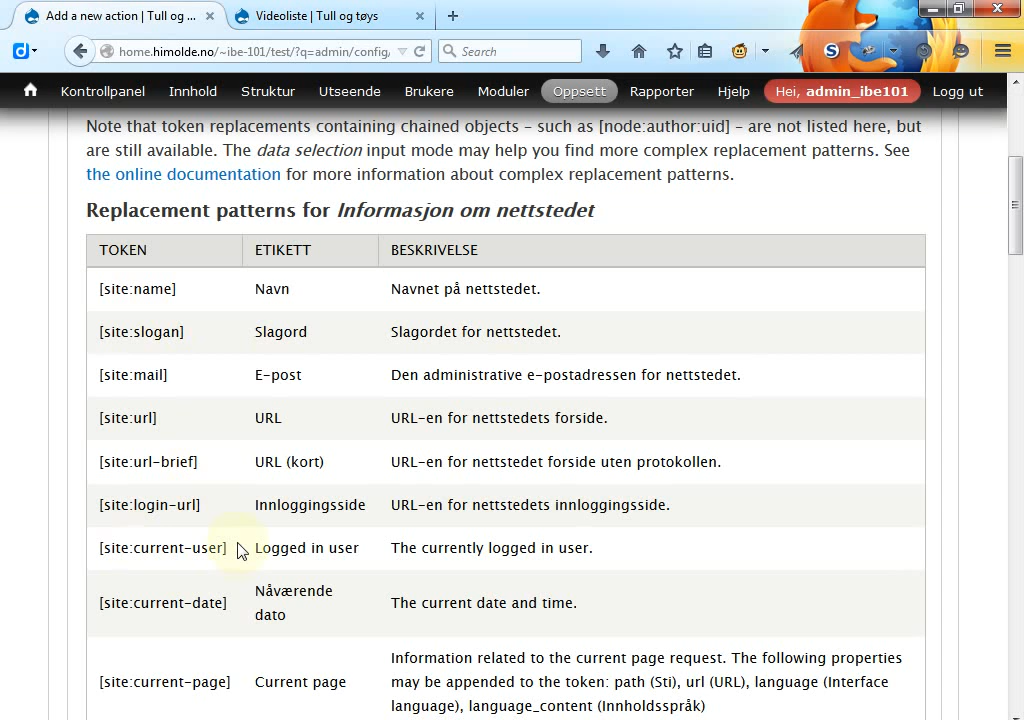 Add a new action | Tull og ... × Videoliste | Tull og tøys × +
home.himolde.no/~ibe-101/test/?q=admin/config, Search
Kontrollpanel Innhold Struktur Utseende Brukere Moduler Oppsett Rapporter Hjelp Hei, admin_ibe101 Logg ut
Note that token replacements containing chained objects – such as [node:author:uid] – are not listed here, but
are still available. The data selection input mode may help you find more complex replacement patterns. See
the online documentation for more information about complex replacement patterns.
Replacement patterns for Informasjon om nettstedet
TOKEN ETIKETT BESKRIVELSE
[site:name] Navn Navnet på nettstedet.
[site:slogan] Slagord Slagordet for nettstedet.
[site:mail] E-post Den administrative e-postadressen for nettstedet.
[site:url] URL URL-en for nettstedets forside.
[site:url-brief] URL (kort) URL-en for nettstedet forside uten protokollen.
[site:login-url] Innloggingsside URL-en for nettstedets innloggingsside.
[site:current-user] Logged in user The currently logged in user.
[site:current-date] Nåværende dato The current date and time.
[site:current-page] Current page Information related to the current page request. The following properties
may be appended to the token: path (Sti), url (URL), language (Interface
language), language_content (Innholdsspråk)